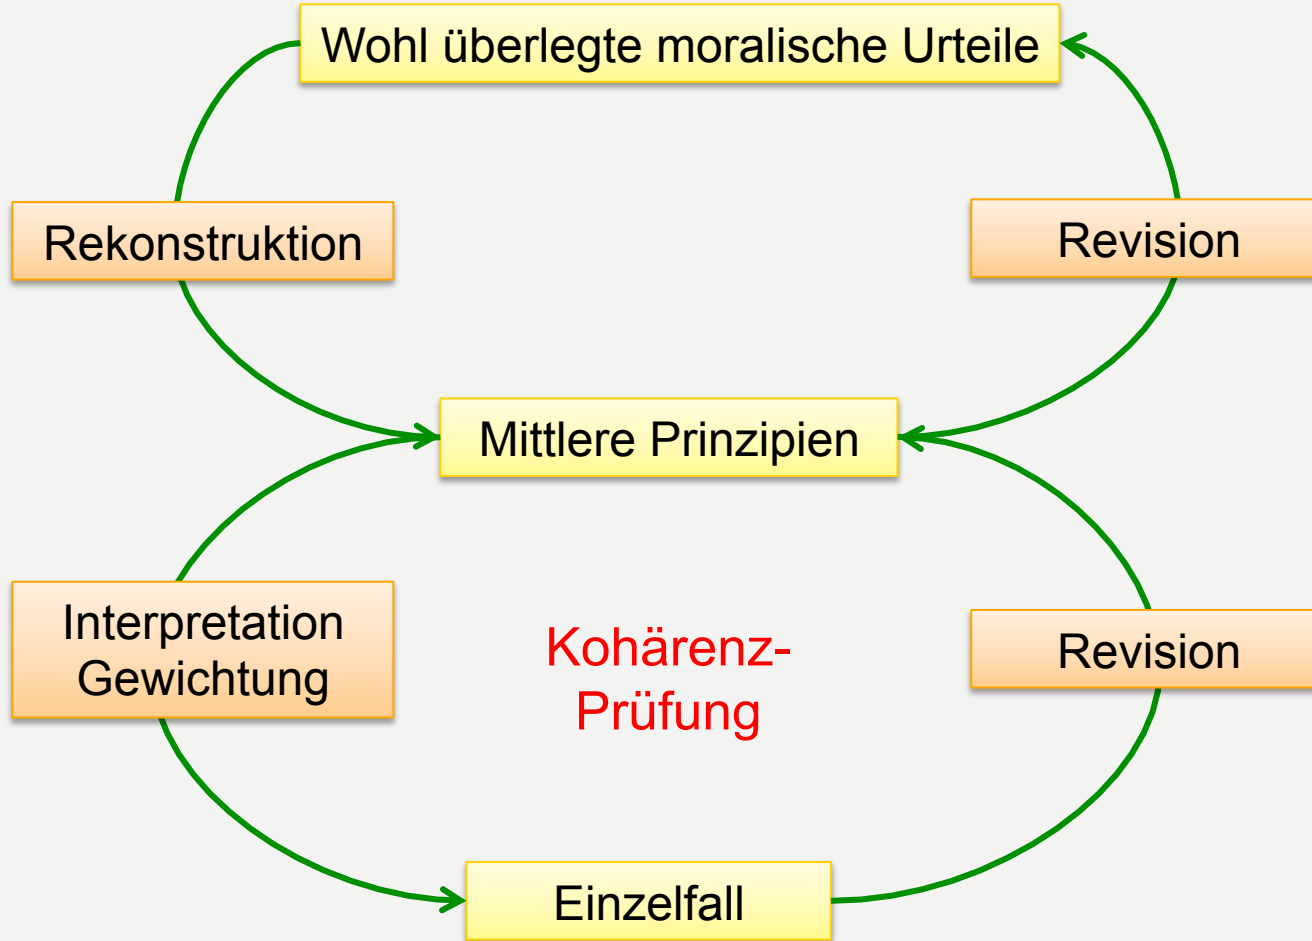 Wohl überlegte moralische Urteile
Rekonstruktion
Revision
Mittlere Prinzipien
Interpretation
Gewichtung
Kohärenz-
Prüfung
Revision
Einzelfall